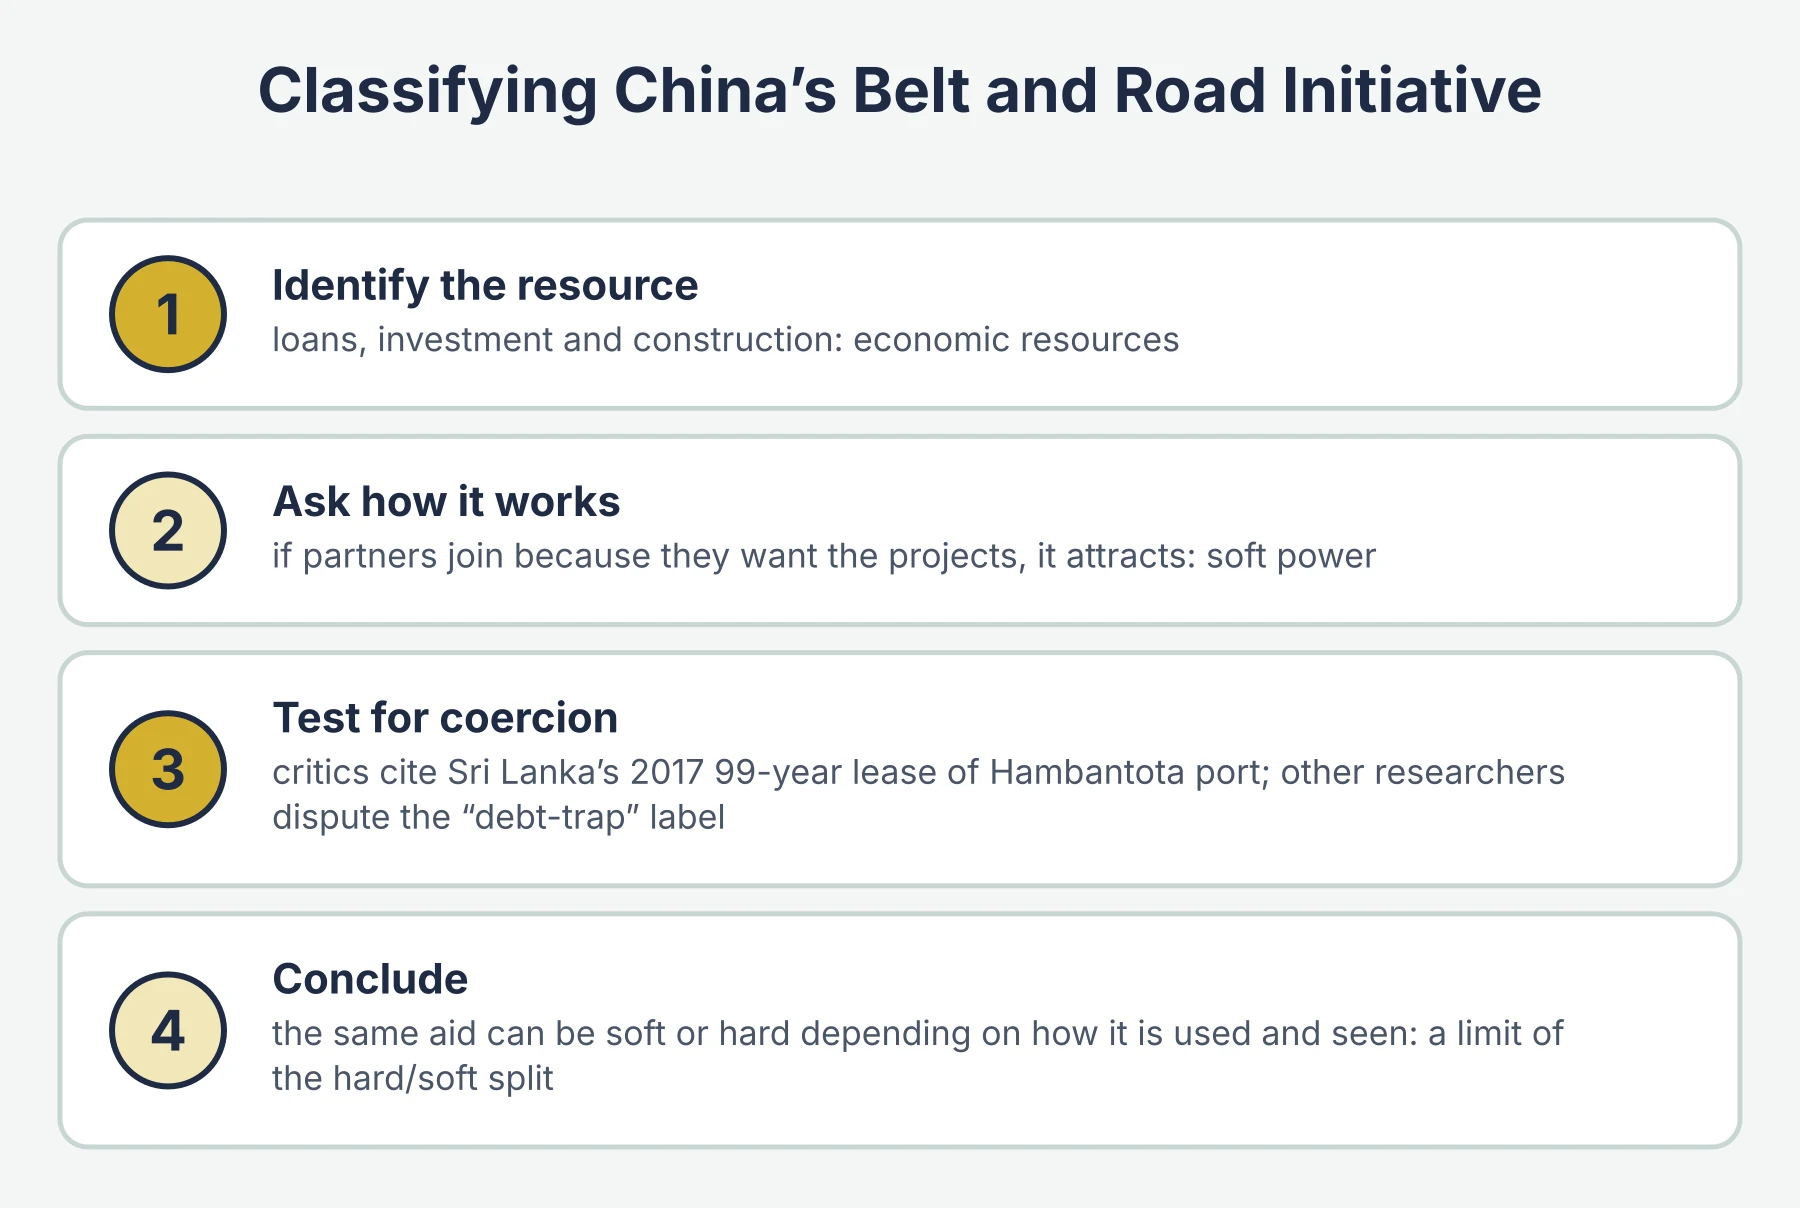 Classifying China’s Belt and Road Initiative
1
Identify the resource
loans, investment and construction: economic resources
2
Ask how it works
if partners join because they want the projects, it attracts: soft power
3
Test for coercion
critics cite Sri Lanka’s 2017 99-year lease of Hambantota port; other researchers
dispute the “debt-trap” label
4
Conclude
the same aid can be soft or hard depending on how it is used and seen: a limit of
the hard/soft split